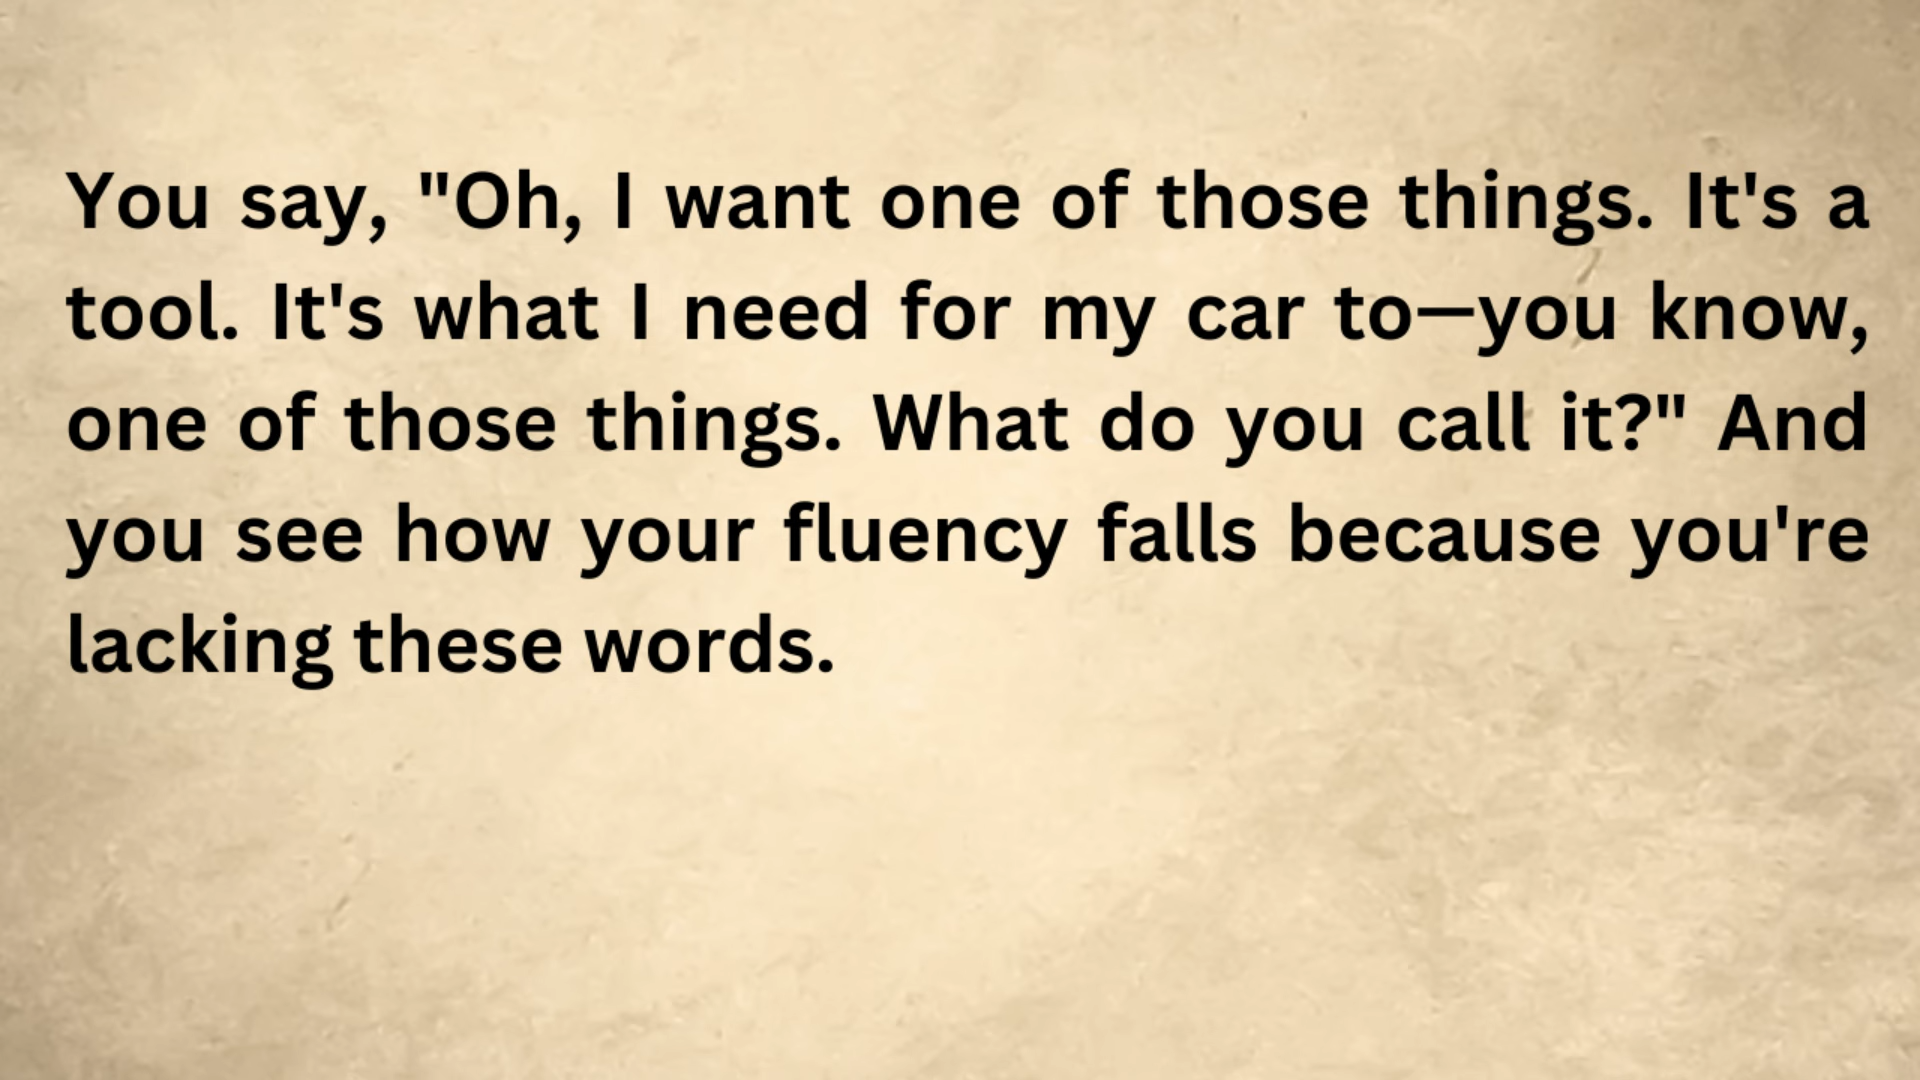 You say, "Oh, I want one of those things. It's a
tool. It's what I need for my car to—you know,
one of those things. What do you call it?" And
you see how your fluency falls because you're
lacking these words.